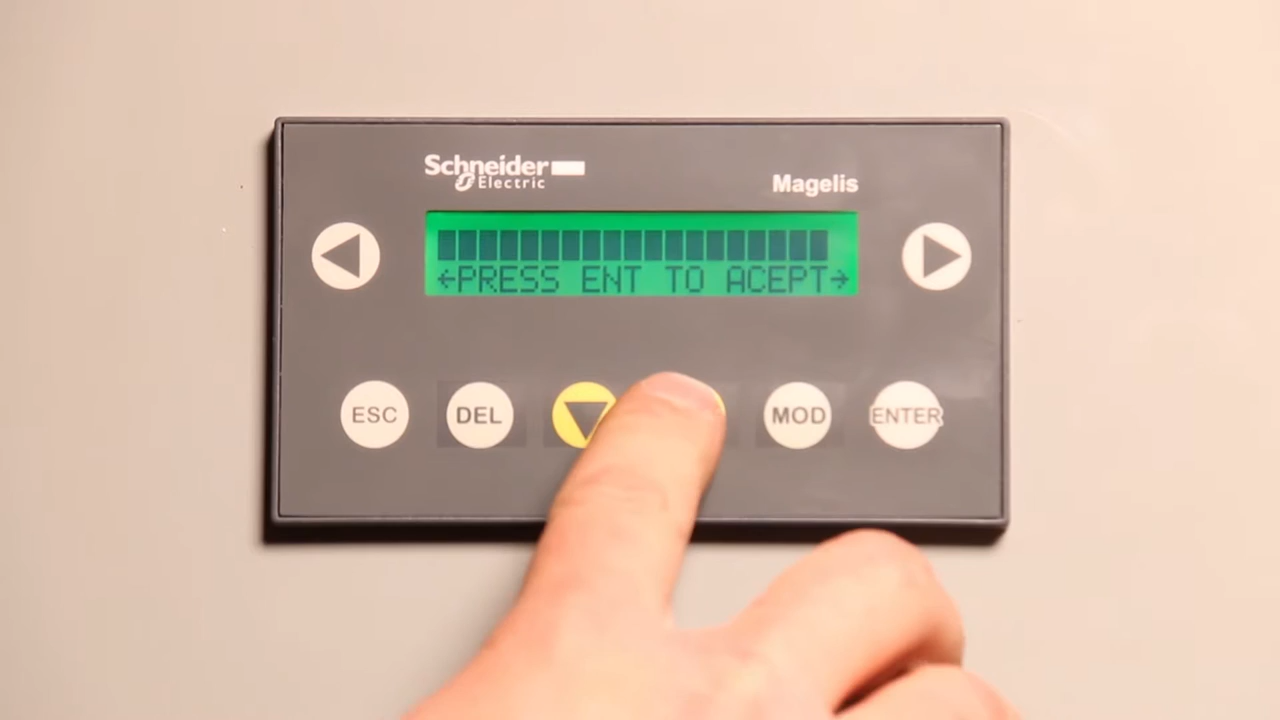 Schneider
Electric
Magelis
←PRESS ENT TO ACEPT→
ESC
DEL
MOD
ENTER